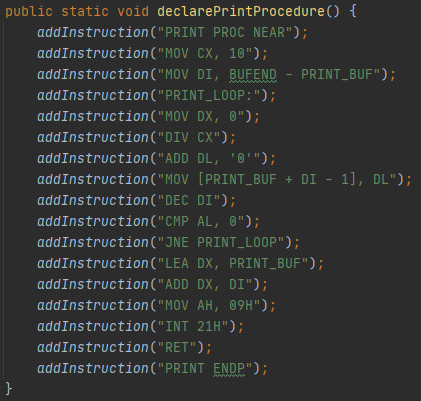 public static void declarePrintProcedure() {
    addInstruction("PRINT PROC NEAR");
    addInstruction("MOV CX, 10");
    addInstruction("MOV DI, BUFEND - PRINT_BUF");
    addInstruction("PRINT_LOOP:");
    addInstruction("MOV DX, 0");
    addInstruction("DIV CX");
    addInstruction("ADD DL, '0'");
    addInstruction("MOV [PRINT_BUF + DI - 1], DL");
    addInstruction("DEC DI");
    addInstruction("CMP AL, 0");
    addInstruction("JNE PRINT_LOOP");
    addInstruction("LEA DX, PRINT_BUF");
    addInstruction("ADD DX, DI");
    addInstruction("MOV AH, 09H");
    addInstruction("INT 21H");
    addInstruction("RET");
    addInstruction("PRINT ENDP");
}